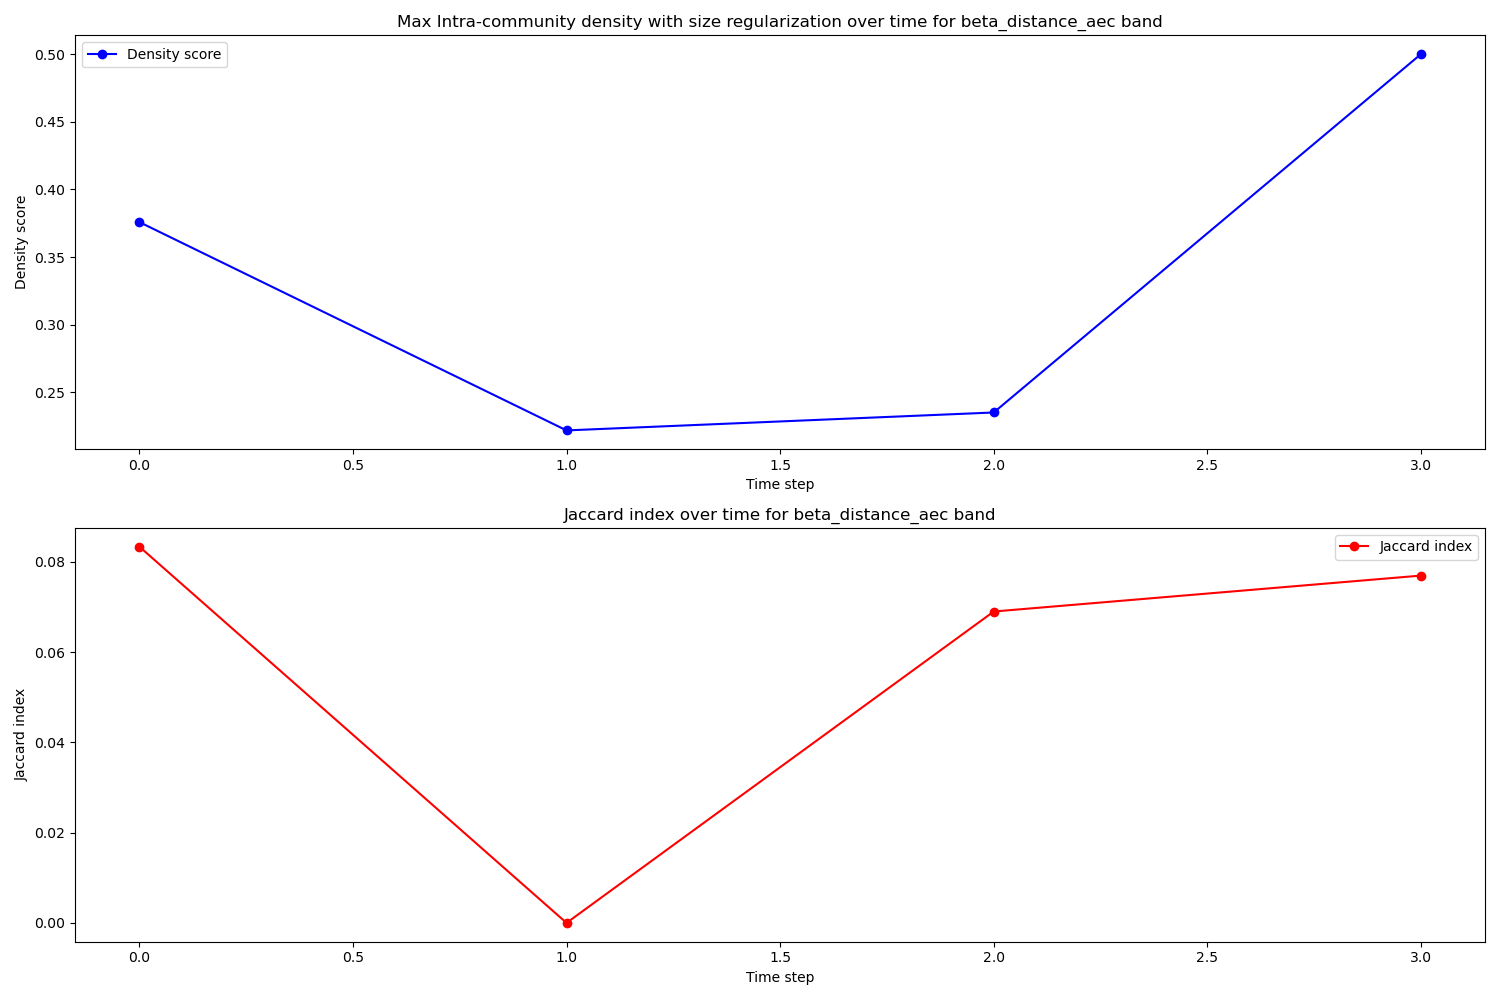 Max Intra-community density with size regularization over time for beta_distance_aec band
Density score
0.50
0.45
0.40
0.35
0.30
0.25
Density score
0.0 0.5 1.0 1.5 2.0 2.5 3.0
Time step
Jaccard index over time for beta_distance_aec band
Jaccard index
0.08
0.06
0.04
0.02
0.00
Jaccard index
0.0 0.5 1.0 1.5 2.0 2.5 3.0
Time step